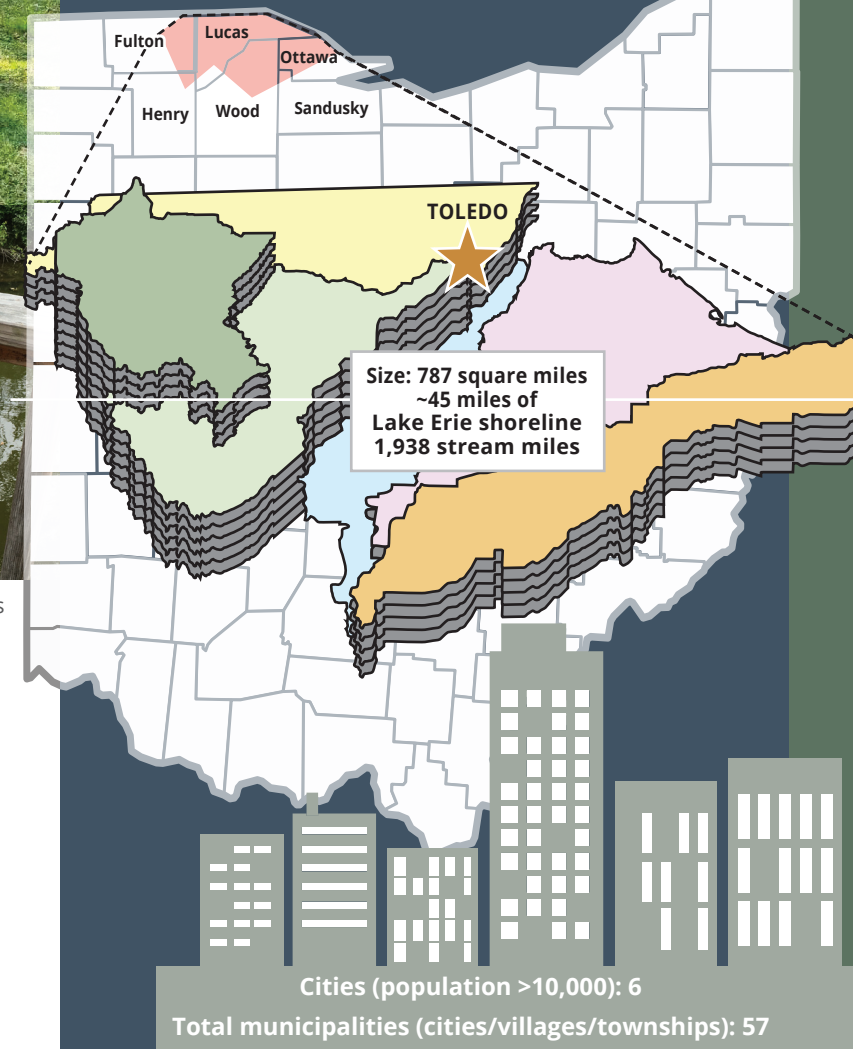 Fulton
Lucas
Ottawa
Henry
Wood
Sandusky
TOLEDO
Size: 787 square miles
~45 miles of
Lake Erie shoreline
1,938 stream miles
s
Cities (population >10,000): 6
Total municipalities (cities/villages/townships): 57